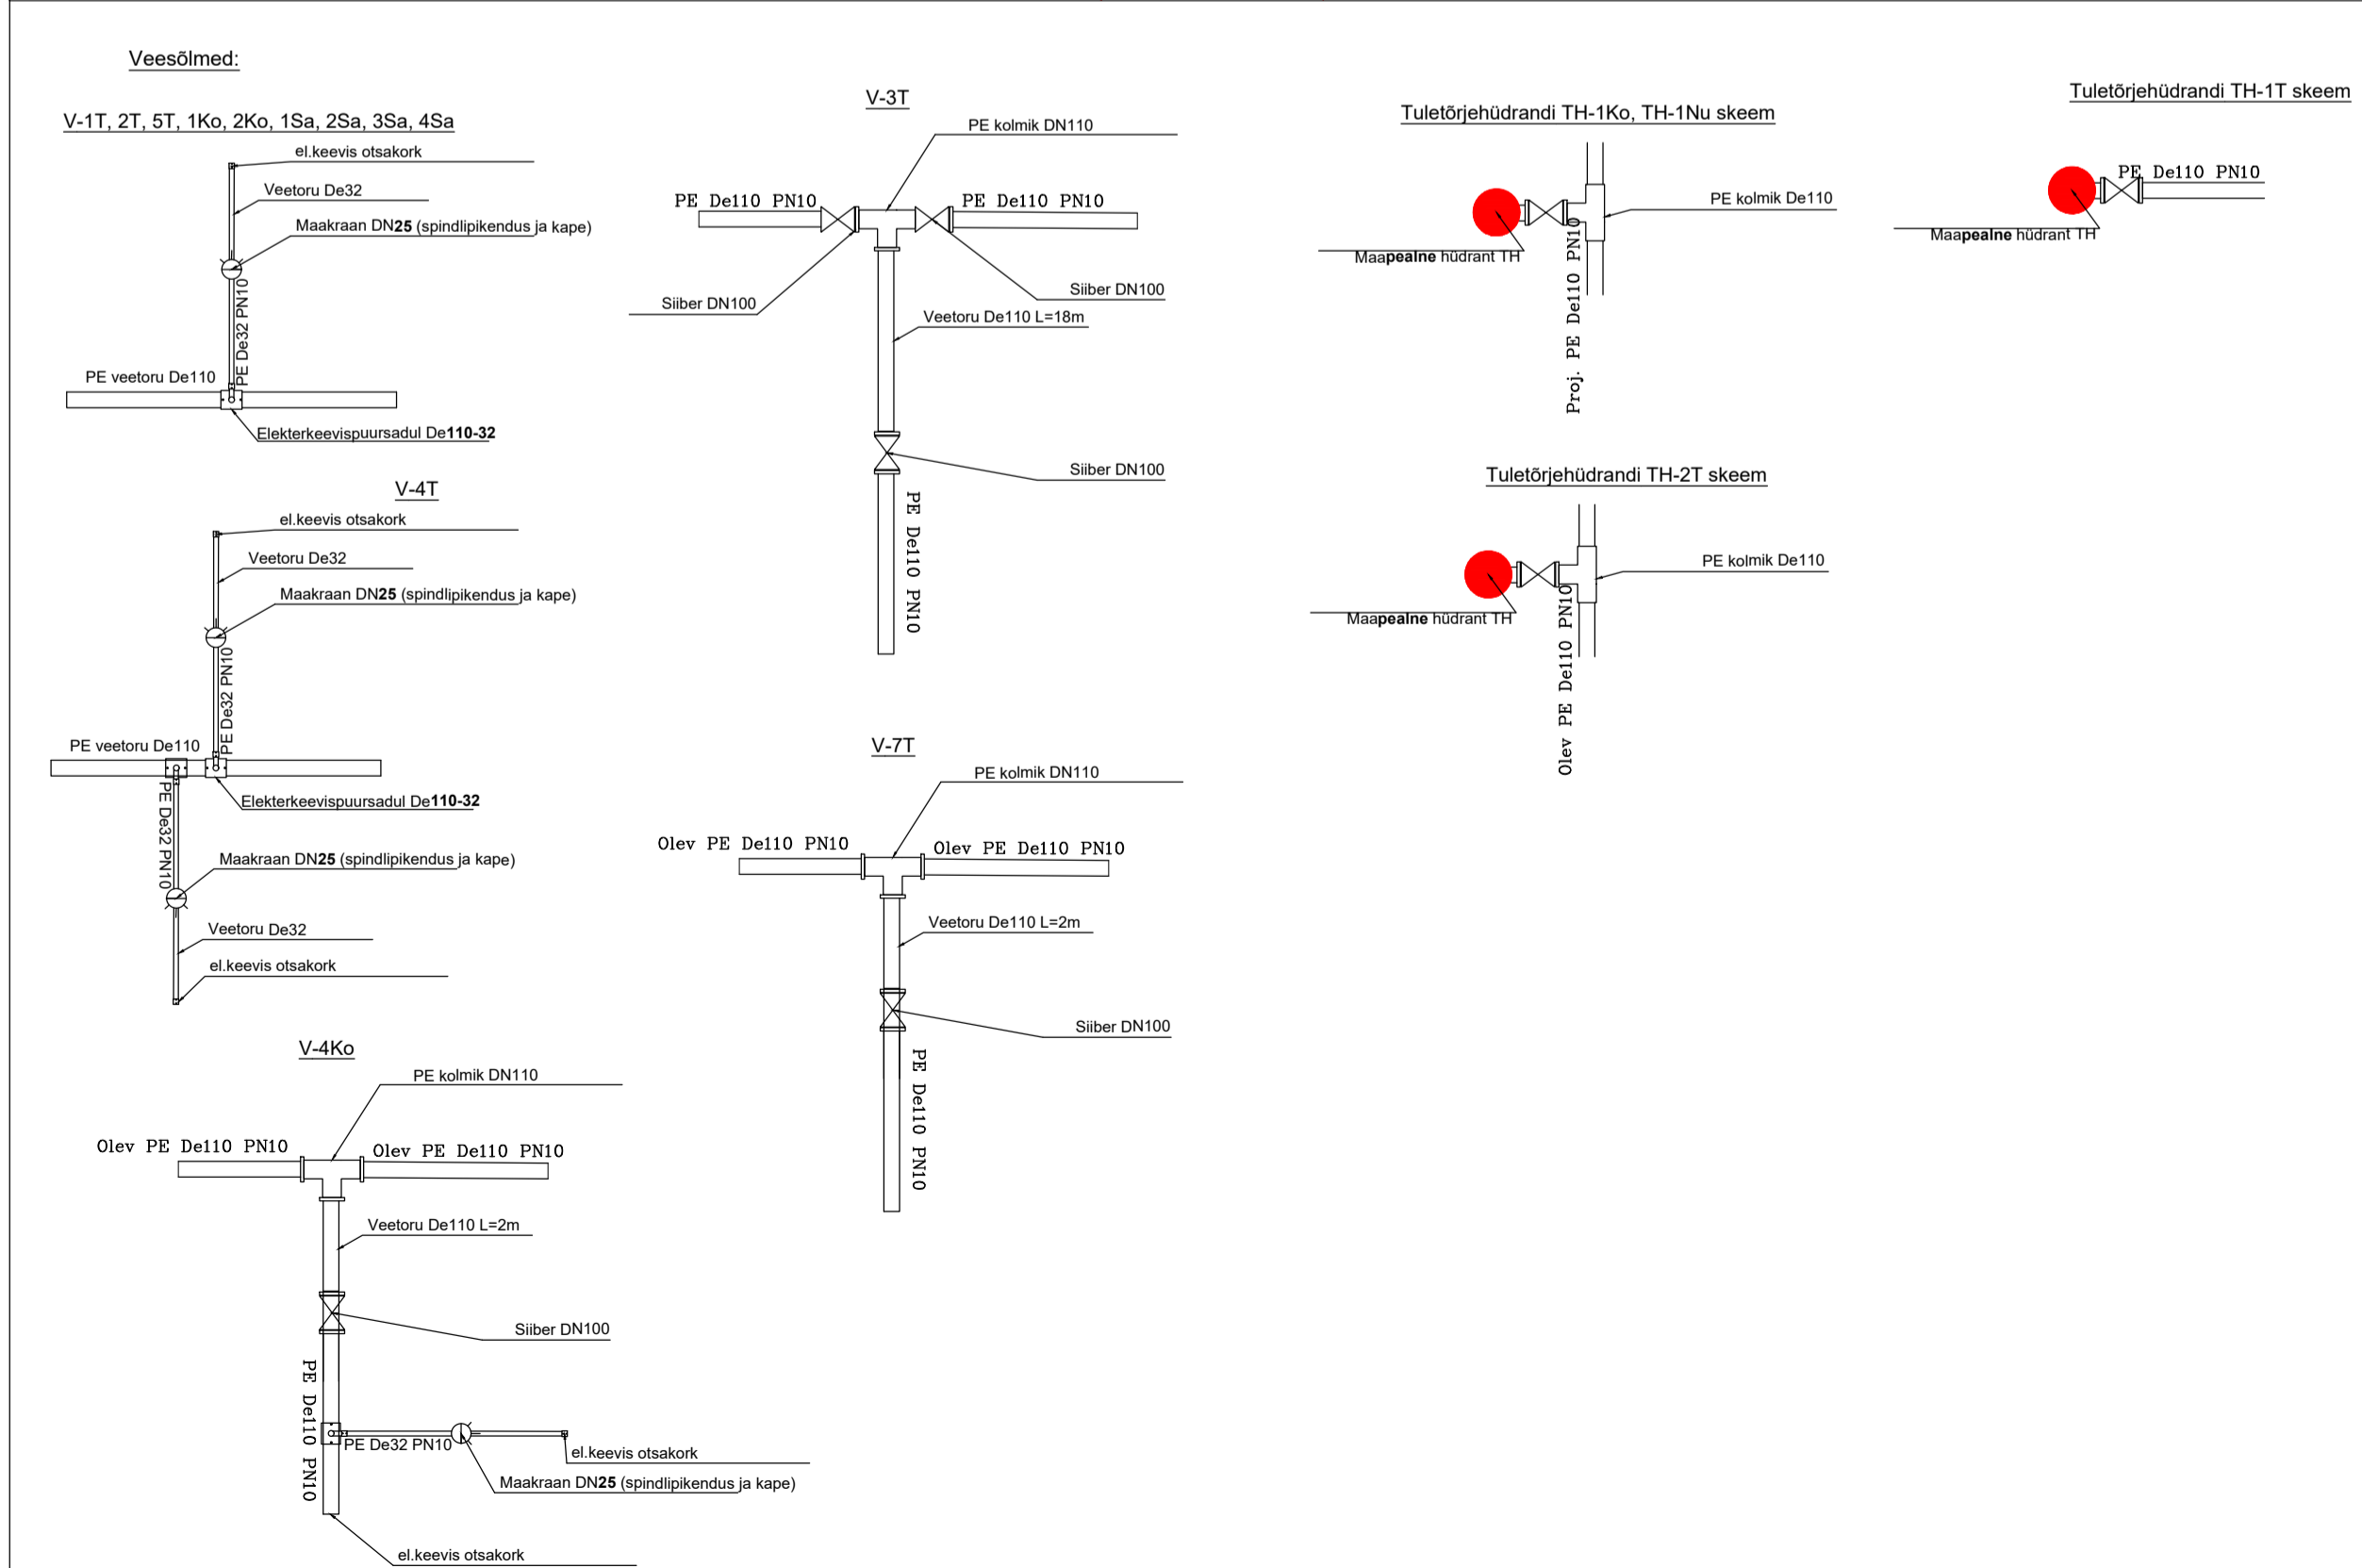 Veesõlmed:
V-1T, 2T, 5T, 1Ko, 2Ko, 1Sa, 2Sa, 3Sa, 4Sa
el.keevis otsakork
Veetoru De32
Maakraan DN25 (spindlipikendus ja kape)
PE De32 PN10
PE veetoru De110
Elekterkeevispuursadul De110-32
V-4T
el.keevis otsakork
Veetoru De32
Maakraan DN25 (spindlipikendus ja kape)
PE De32 PN10
PE veetoru De110
Elekterkeevispuursadul De110-32
PE De32 PN10
Maakraan DN25 (spindlipikendus ja kape)
Veetoru De32
el.keevis otsakork
V-4Ko
PE kolmik DN110
Olev PE De110 PN10
Olev PE De110 PN10
Veetoru De110 L=2m
Siiber DN100
PE De110 PN10
PE De32 PN10
el.keevis otsakork
Maakraan DN25 (spindlipikendus ja kape)
el.keevis otsakork
V-3T
PE kolmik DN110
PE De110 PN10
PE De110 PN10
Siiber DN100
Siiber DN100
Veetoru De110 L=18m
Siiber DN100
PE De110 PN10
V-7T
PE kolmik DN110
Olev PE De110 PN10
Olev PE De110 PN10
Veetoru De110 L=2m
Siiber DN100
PE De110 PN10
Tuletõrjehüdrandi TH-1Ko, TH-1Nu skeem
PE kolmik De110
Maapealne hüdrant TH
Proj. PE De110 PN10
Tuletõrjehüdrandi TH-2T skeem
PE kolmik De110
Maapealne hüdrant TH
Olev PE De110 PN10
Tuletõrjehüdrandi TH-1T skeem
PE De110 PN10
Maapealne hüdrant TH